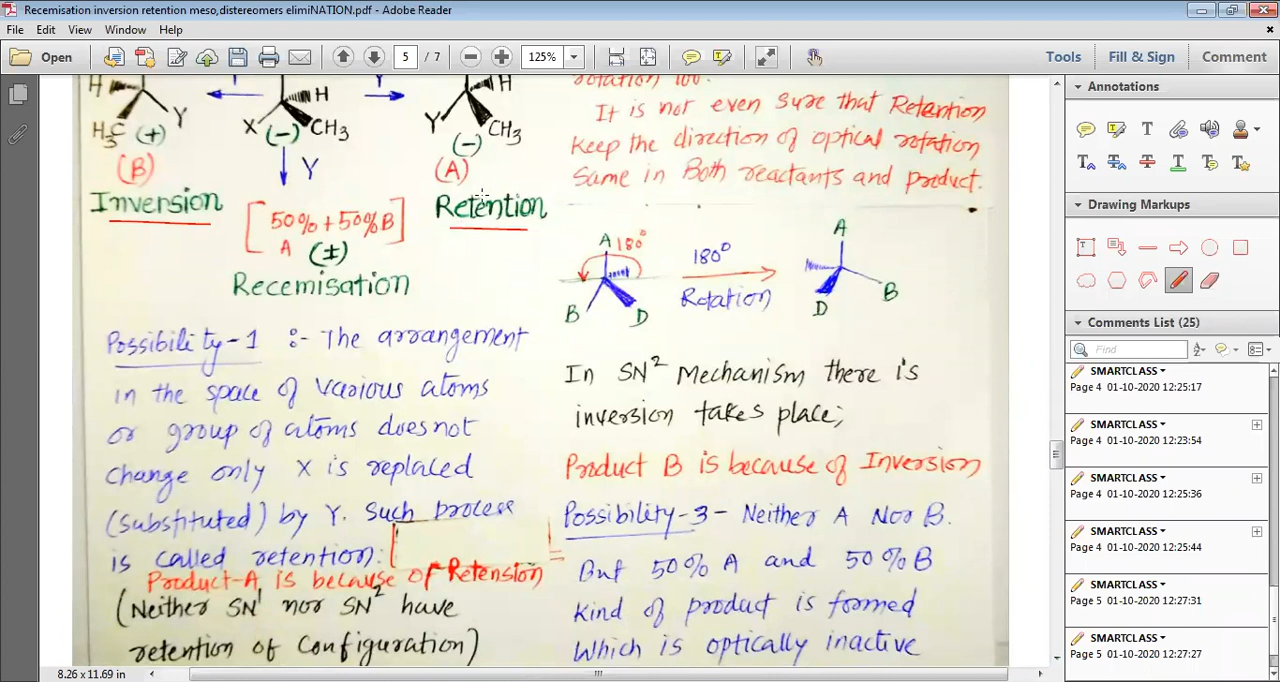 Recemisation inversion retention meso,distereomers elimiNATION.pdf - Adobe Reader
File Edit View Window Help
Open 5 / 7 125% Tools Fill & Sign Comment
H
Y
H3C (+)
(B)
Inversion
H
X (-) CH3
Y
[50% + 50% B]
A (±)
Recemisation
H
Y CH3
(-)
(A)
Retention
Possibility-1 :- The arrangement
in the space of various atoms
or group of atoms does not
change only X is replaced
(substituted) by Y. Such process
is called retention:
Product-A is because of Retension
(Neither SN1 nor SN2 have
retention of Configuration)
rotation 100.
It is not even Sure that Retention
Keep the direction of optical rotation
Same in Both reactants and product.
A 180°
B D
180°
Rotation
A
B
D
In SN2 Mechanism there is
inversion takes place;
Product B is because of Inversion
Possibility-3 - Neither A Nor B.
But 50% A and 50% B
Kind of product is formed
Which is optically inactive
Annotations
Drawing Markups
Comments List (25)
Find
SMARTCLASS
Page 4 01-10-2020 12:25:17
SMARTCLASS
Page 4 01-10-2020 12:23:54
SMARTCLASS
Page 4 01-10-2020 12:25:36
SMARTCLASS
Page 4 01-10-2020 12:25:44
SMARTCLASS
Page 5 01-10-2020 12:27:31
SMARTCLASS
Page 5 01-10-2020 12:27:27
8.26 x 11.69 in